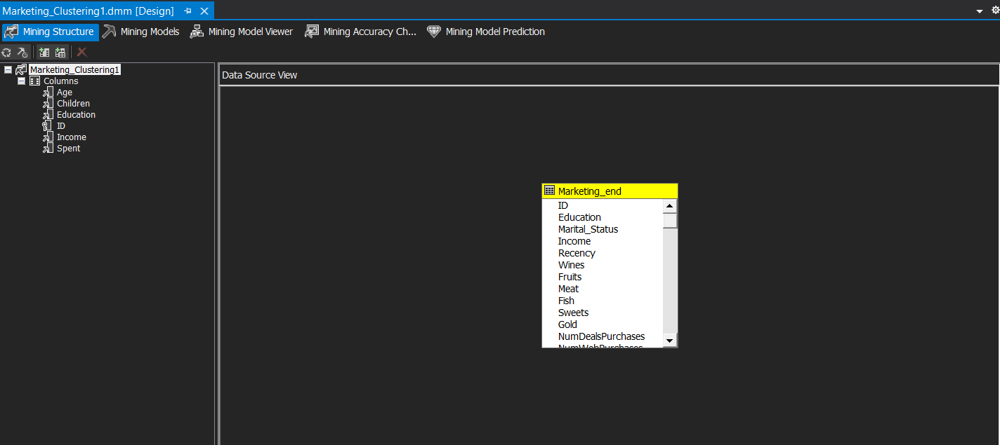 Marketing_Clustering1.dmm [Design]
Mining Structure Mining Models Mining Model Viewer Mining Accuracy Ch... Mining Model Prediction
Marketing_Clustering1
Columns
Age
Children
Education
ID
Income
Spent
Data Source View
Marketing_end
ID
Education
Marital_Status
Income
Recency
Wines
Fruits
Meat
Fish
Sweets
Gold
NumDealsPurchases
NumWebPurchases